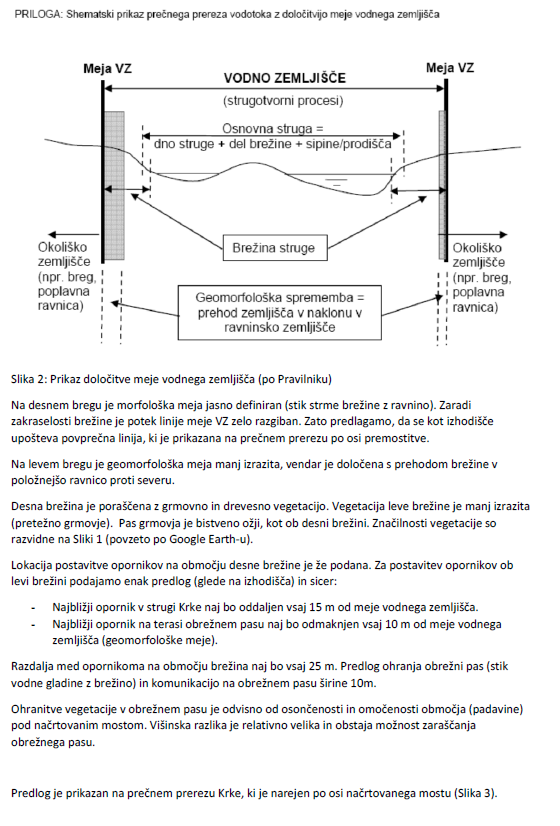 PRILOGA: Shematski prikaz prečnega prereza vodotoka z določitvijo meje vodnega zemljišča
Meja VZ
Meja VZ
VODNO ZEMLJIŠČE
(strugotvorni procesi)
Osnovna struga =
dno struge + del brežine + sipine/prodišča
Brežina struge
Okoliško
zemljišče
(npr. breg,
poplavna
ravnica)
Okoliško
zemljišče
(npr. breg,
poplavna
ravnica)
Geomorfološka sprememba =
prehod zemljišča v naklonu v
ravninsko zemljišče
Slika 2: Prikaz določitve meje vodnega zemljišča (po Pravilniku)
Na desnem bregu je morfološka meja jasno definiran (stik strme brežine z ravnino). Zaradi
zakraselosti brežine je potek linije meje VZ zelo razgiban. Zato predlagamo, da se kot izhodišče
upošteva povprečna linija, ki je prikazana na prečnem prerezu po osi premostitve.
Na levem bregu je geomorfološka meja manj izrazita, vendar je določena s prehodom brežine v
položnejšo ravnico proti severu.
Desna brežina je poraščena z grmovno in drevesno vegetacijo. Vegetacija leve brežine je manj izrazita
(pretežno grmovje).  Pas grmovja je bistveno ožji, kot ob desni brežini. Značilnosti vegetacije so
razvidne na Sliki 1 (povzeto po Google Earth-u).
Lokacija postavitve opornikov na območju desne brežine je že podana. Za postavitev opornikov ob
levi brežini podajamo enak predlog (glede na izhodišča) in sicer:
- Najbližji opornik v strugi Krke naj bo oddaljen vsaj 15 m od meje vodnega zemljišča.
- Najbližji opornik na terasi obrežnem pasu naj bo odmaknjen vsaj 10 m od meje vodnega
zemljišča (geomorfološke meje).
Razdalja med opornikoma na območju brežina naj bo vsaj 25 m. Predlog ohranja obrežni pas (stik
vodne gladine z brežino) in komunikacijo na obrežnem pasu širine 10m.
Ohranitve vegetacije v obrežnem pasu je odvisno od osončenosti in omočenosti območja (padavine)
pod načrtovanim mostom. Višinska razlika je relativno velika in obstaja možnost zaraščanja
obrežnega pasu.
Predlog je prikazan na prečnem prerezu Krke, ki je narejen po osi načrtovanega mostu (Slika 3).